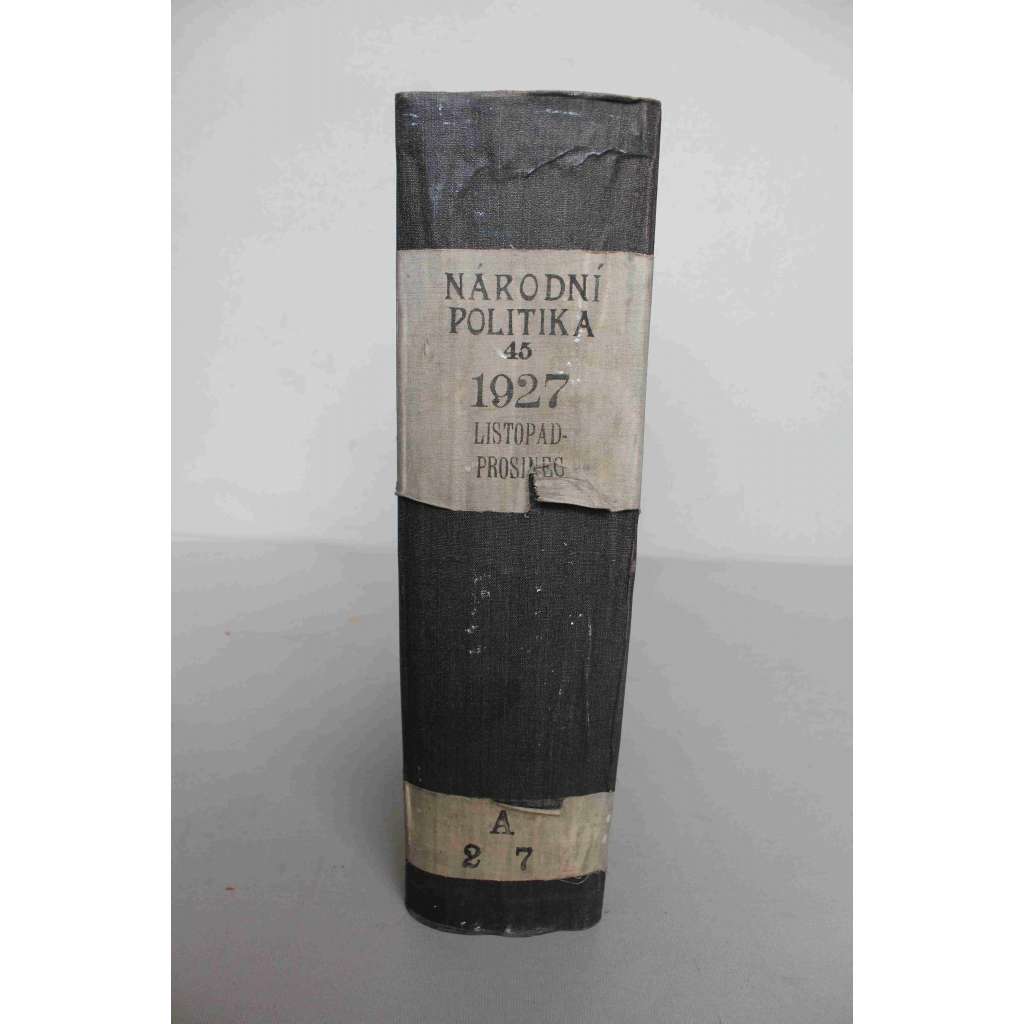 NÁRODNÍ
POLITIKA
45
1927
LISTOPAD-
PROSINEC
A
2 7